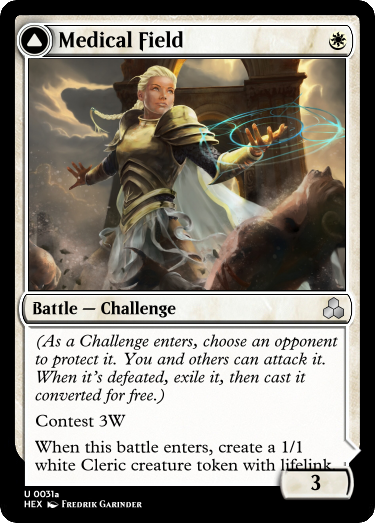 Medical Field
Battle — Challenge
(As a Challenge enters, choose an opponent
to protect it. You and others can attack it.
When it's defeated, exile it, then cast it
converted for free.)
Contest 3W
When this battle enters, create a 1/1
white Cleric creature token with lifelink
3
U 0031a
HEX Fredrik Garinder